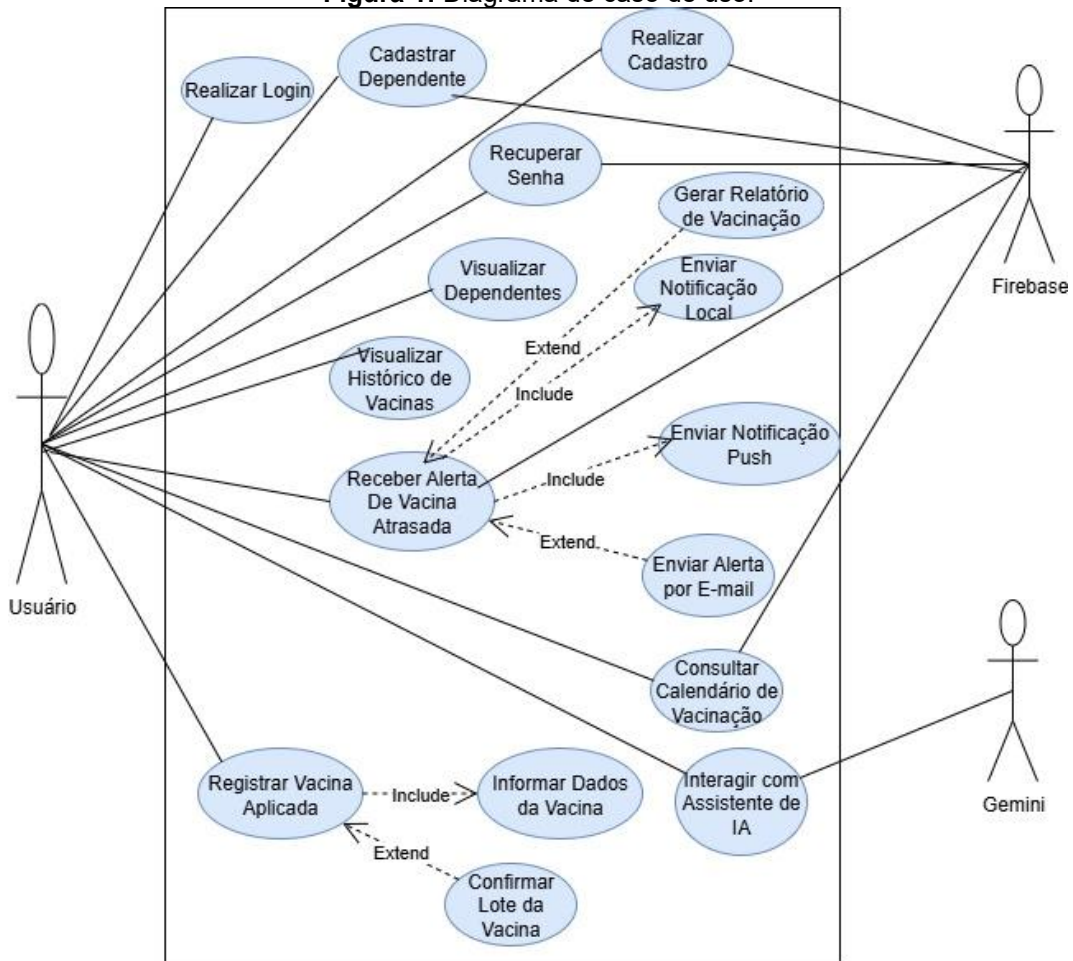 Figura 1. Diagrama de caso de uso.
Realizar
Cadastro
Cadastrar
Dependente
Realizar Login
Recuperar
Senha
Gerar Relatório
de Vacinação
Visualizar
Dependentes
Enviar
Notificação
Local
Firebase
Extend
Visualizar
Histórico de
Vacinas
Include
Enviar Notificação
Push
Receber Alerta
De Vacina
Atrasada
Include
Extend
Enviar Alerta
por E-mail
Usuário
Consultar
Calendário de
Vacinação
Registrar Vacina
Aplicada
Include
Informar Dados
da Vacina
Interagir com
Assistente de
IA
Gemini
Extend
Confirmar
Lote da
Vacina